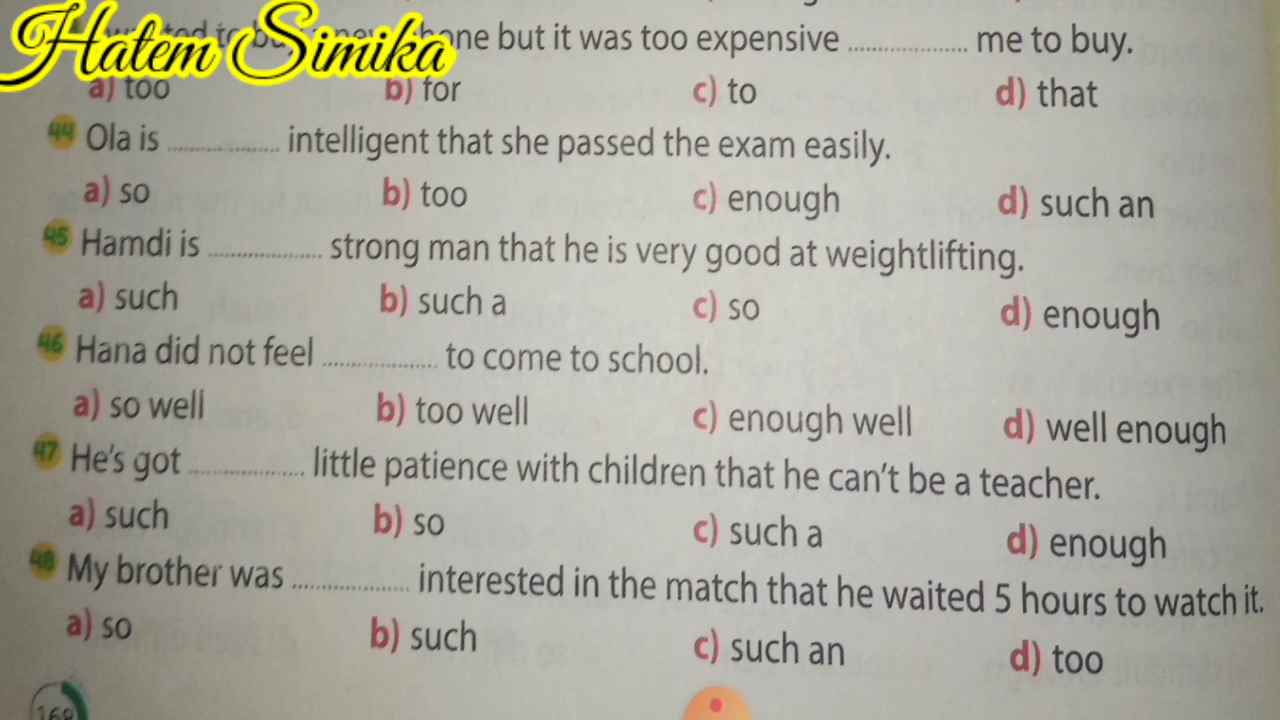 Hatem Simika
one but it was too expensive .................... me to buy.
a) too b) for c) to d) that
44 Ola is .................... intelligent that she passed the exam easily.
a) so b) too c) enough d) such an
45 Hamdi is .................... strong man that he is very good at weightlifting.
a) such b) such a c) so d) enough
46 Hana did not feel .................... to come to school.
a) so well b) too well c) enough well d) well enough
47 He's got .................... little patience with children that he can't be a teacher.
a) such b) so c) such a d) enough
48 My brother was .................... interested in the match that he waited 5 hours to watch it.
a) so b) such c) such an d) too